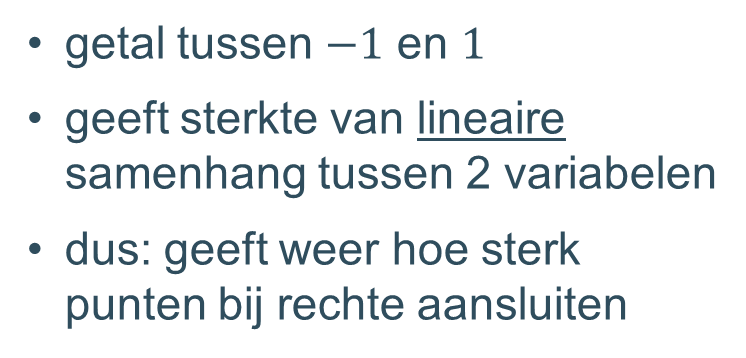 • getal tussen −1 en 1
• geeft sterkte van lineaire
samenhang tussen 2 variabelen
• dus: geeft weer hoe sterk
punten bij rechte aansluiten